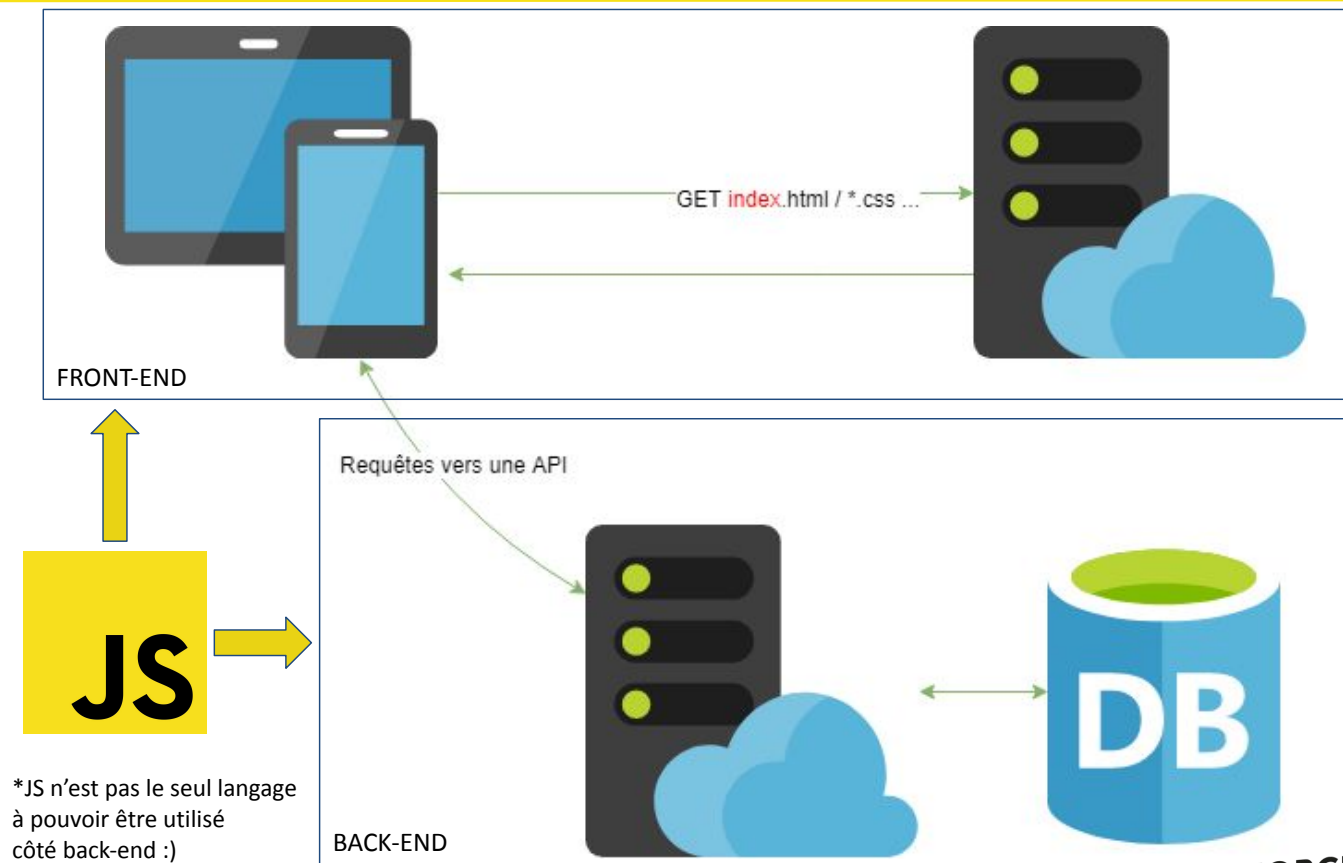 GET index.html / *.css ...
FRONT-END
Requêtes vers une API
JS
DB
*JS n’est pas le seul langage
à pouvoir être utilisé
côté back-end :)
BACK-END